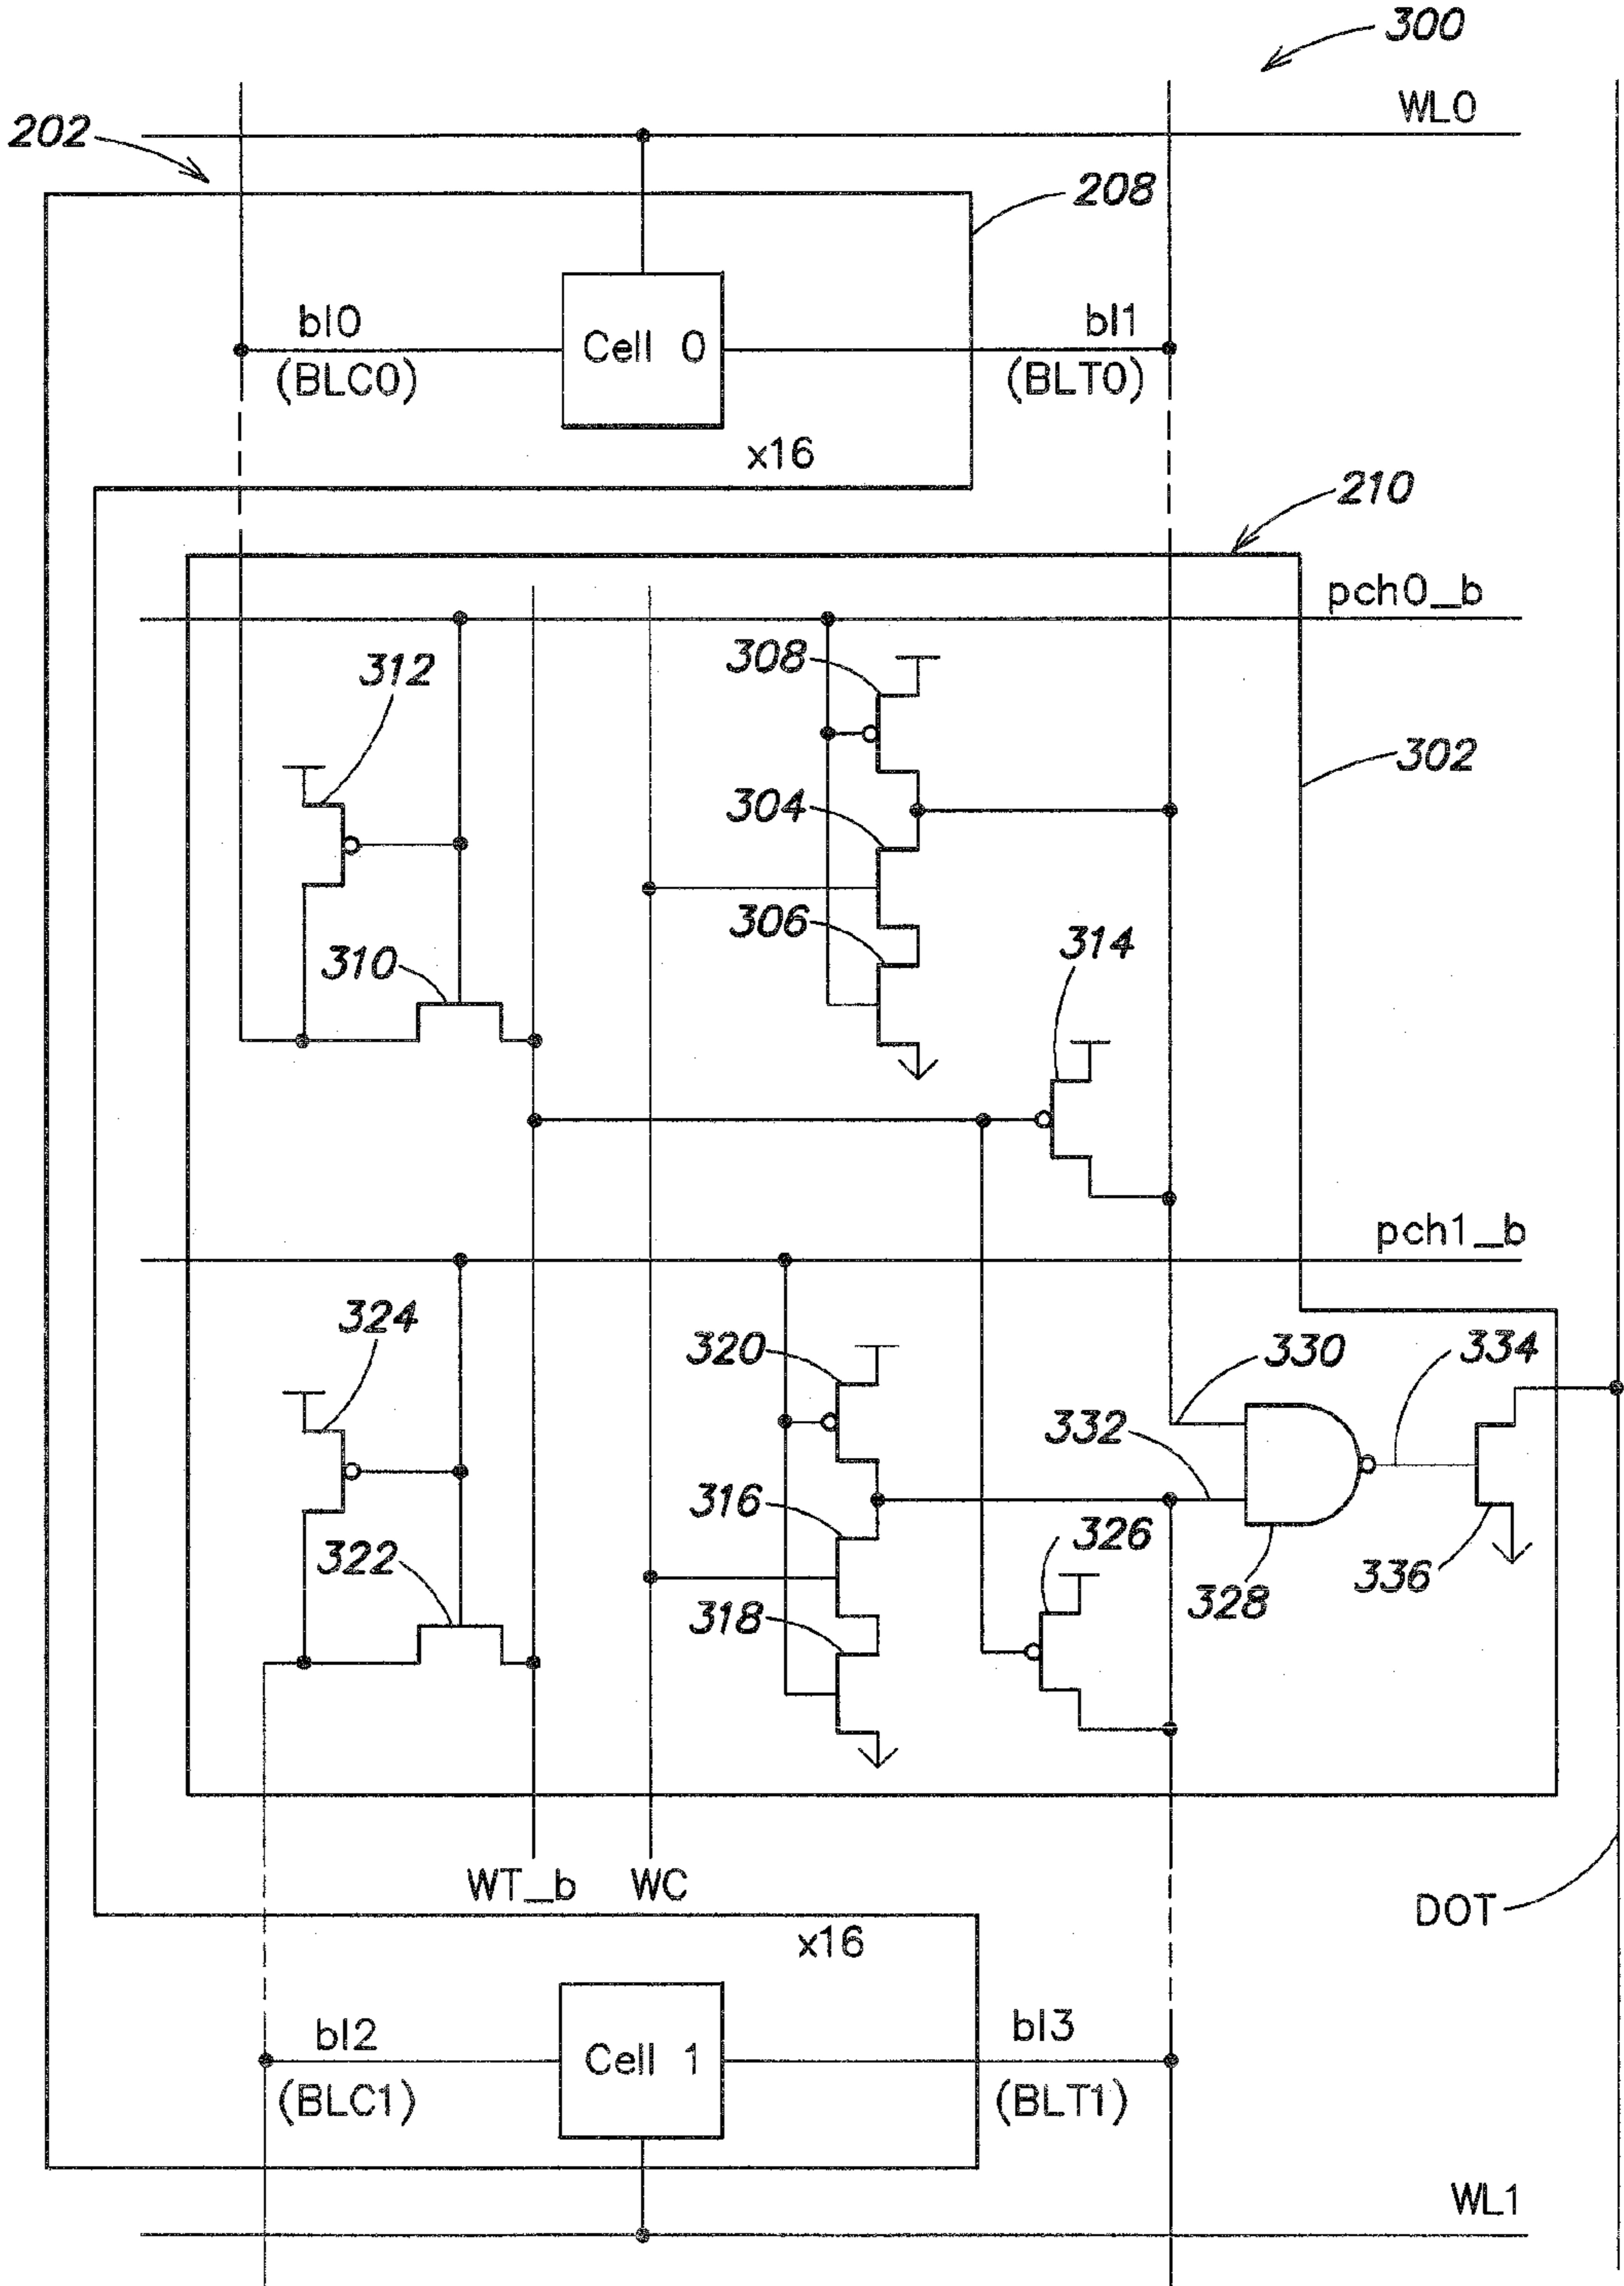 300
WL0
202
208
bl0
(BLC0)
Cell 0
bl1
(BLT0)
x16
210
pch0_b
312
308
302
304
306
310
314
pch1_b
324
320
330
334
332
316
326
322
318
328
336
WT_b
WC
DOT
x16
bl2
(BLC1)
Cell 1
bl3
(BLT1)
WL1